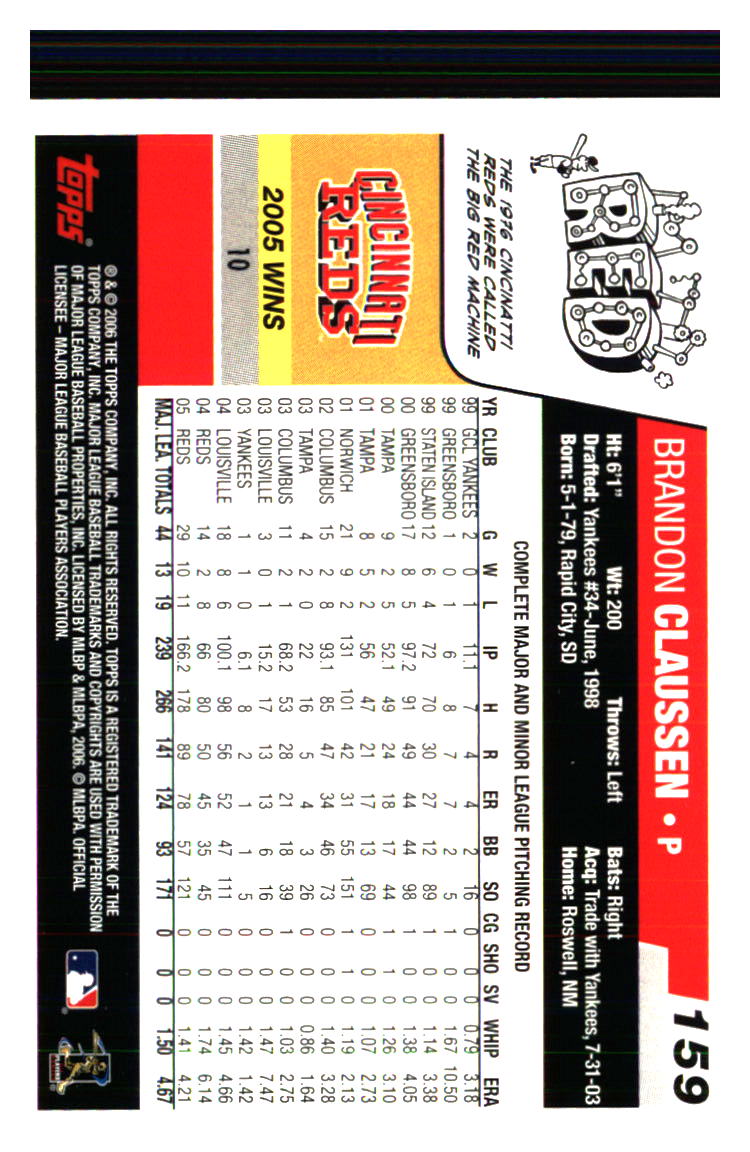 159
BRANDON CLAUSSEN • P
Ht: 6'1" Wt: 200 Throws: Left Bats: Right
Drafted: Yankees #34-June, 1998 Acq: Trade with Yankees, 7-31-03
Born: 5-1-79, Rapid City, SD Home: Roswell, NM
RED
THE 1976 CINCINATTI
REDS WERE CALLED
THE BIG RED MACHINE
CINCINNATI
REDS
2005 WINS
10
COMPLETE MAJOR AND MINOR LEAGUE PITCHING RECORD
YR CLUB G W L IP H R ER BB SO CG SHO SV WHIP ERA
99 GCL YANKEES 2 0 1 11.1 7 4 4 2 16 0 0 0 0.79 3.18
99 GREENSBORO 1 0 1 6 8 7 7 2 5 0 0 0 1.67 10.50
99 STATEN ISLAND 12 6 4 72 70 30 27 12 89 1 0 0 1.14 3.38
00 GREENSBORO 17 8 5 97.2 91 49 44 44 98 1 0 0 1.38 4.05
00 TAMPA 9 2 5 52.1 49 24 18 17 44 1 1 0 1.26 3.10
01 TAMPA 8 5 2 56 47 21 17 13 69 0 0 0 1.07 2.73
01 NORWICH 21 9 2 131 101 42 31 55 151 1 1 0 1.19 2.13
02 COLUMBUS 15 2 8 93.1 85 47 34 46 73 0 0 0 1.40 3.28
03 TAMPA 4 2 0 22 16 5 4 3 26 0 0 0 0.86 1.64
03 COLUMBUS 11 2 1 68.2 53 28 21 18 39 1 0 0 1.03 2.75
03 LOUISVILLE 3 0 1 15.2 17 13 13 6 16 0 0 0 1.47 7.47
03 YANKEES 1 1 0 6.1 8 2 1 1 5 0 0 0 1.42 1.42
04 LOUISVILLE 18 8 6 100.1 98 56 52 47 111 0 0 0 1.45 4.66
04 REDS 14 2 8 66 80 50 45 35 45 0 0 0 1.74 6.14
05 REDS 29 10 11 166.2 178 89 78 57 121 0 0 0 1.41 4.21
MAJ. LEA. TOTALS 44 13 19 239 266 141 124 93 171 0 0 0 1.50 4.67
Topps®
® & © 2006 THE TOPPS COMPANY, INC. ALL RIGHTS RESERVED. TOPPS IS A REGISTERED TRADEMARK OF THE
TOPPS COMPANY, INC. MAJOR LEAGUE BASEBALL TRADEMARKS AND COPYRIGHTS ARE USED WITH PERMISSION
OF MAJOR LEAGUE BASEBALL PROPERTIES, INC. LICENSED BY MLBP & MLBPA, 2006. © MLBPA. OFFICIAL
LICENSEE – MAJOR LEAGUE BASEBALL PLAYERS ASSOCIATION.